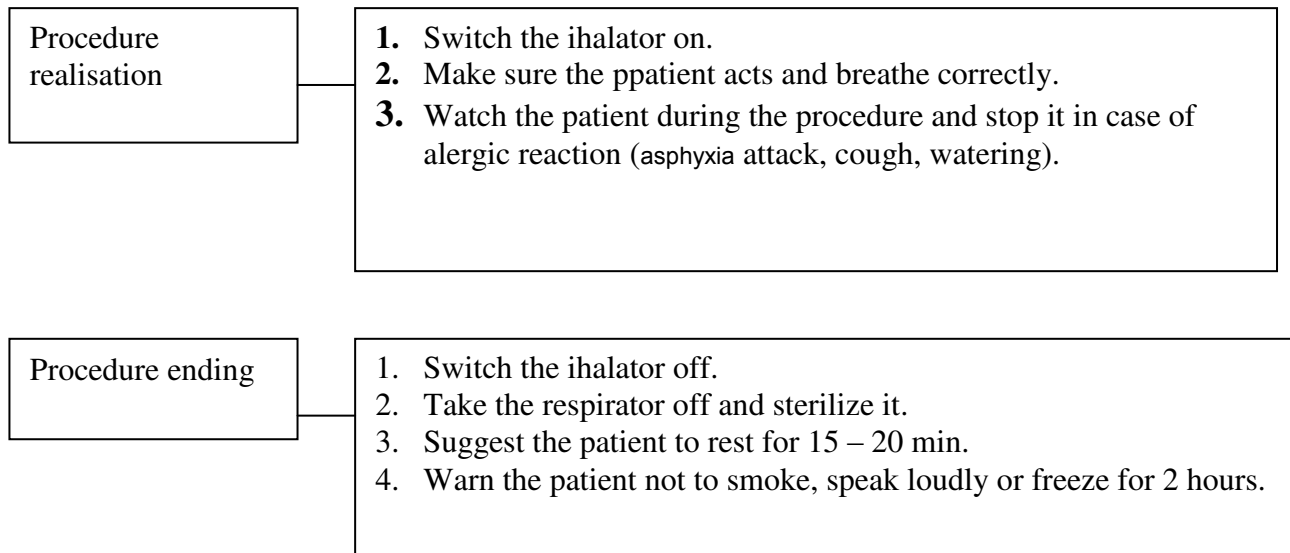 Procedure
realisation
1. Switch the ihalator on.
2. Make sure the ppatient acts and breathe correctly.
3. Watch the patient during the procedure and stop it in case of
alergic reaction (asphyxia attack, cough, watering).
Procedure ending
1. Switch the ihalator off.
2. Take the respirator off and sterilize it.
3. Suggest the patient to rest for 15 – 20 min.
4. Warn the patient not to smoke, speak loudly or freeze for 2 hours.